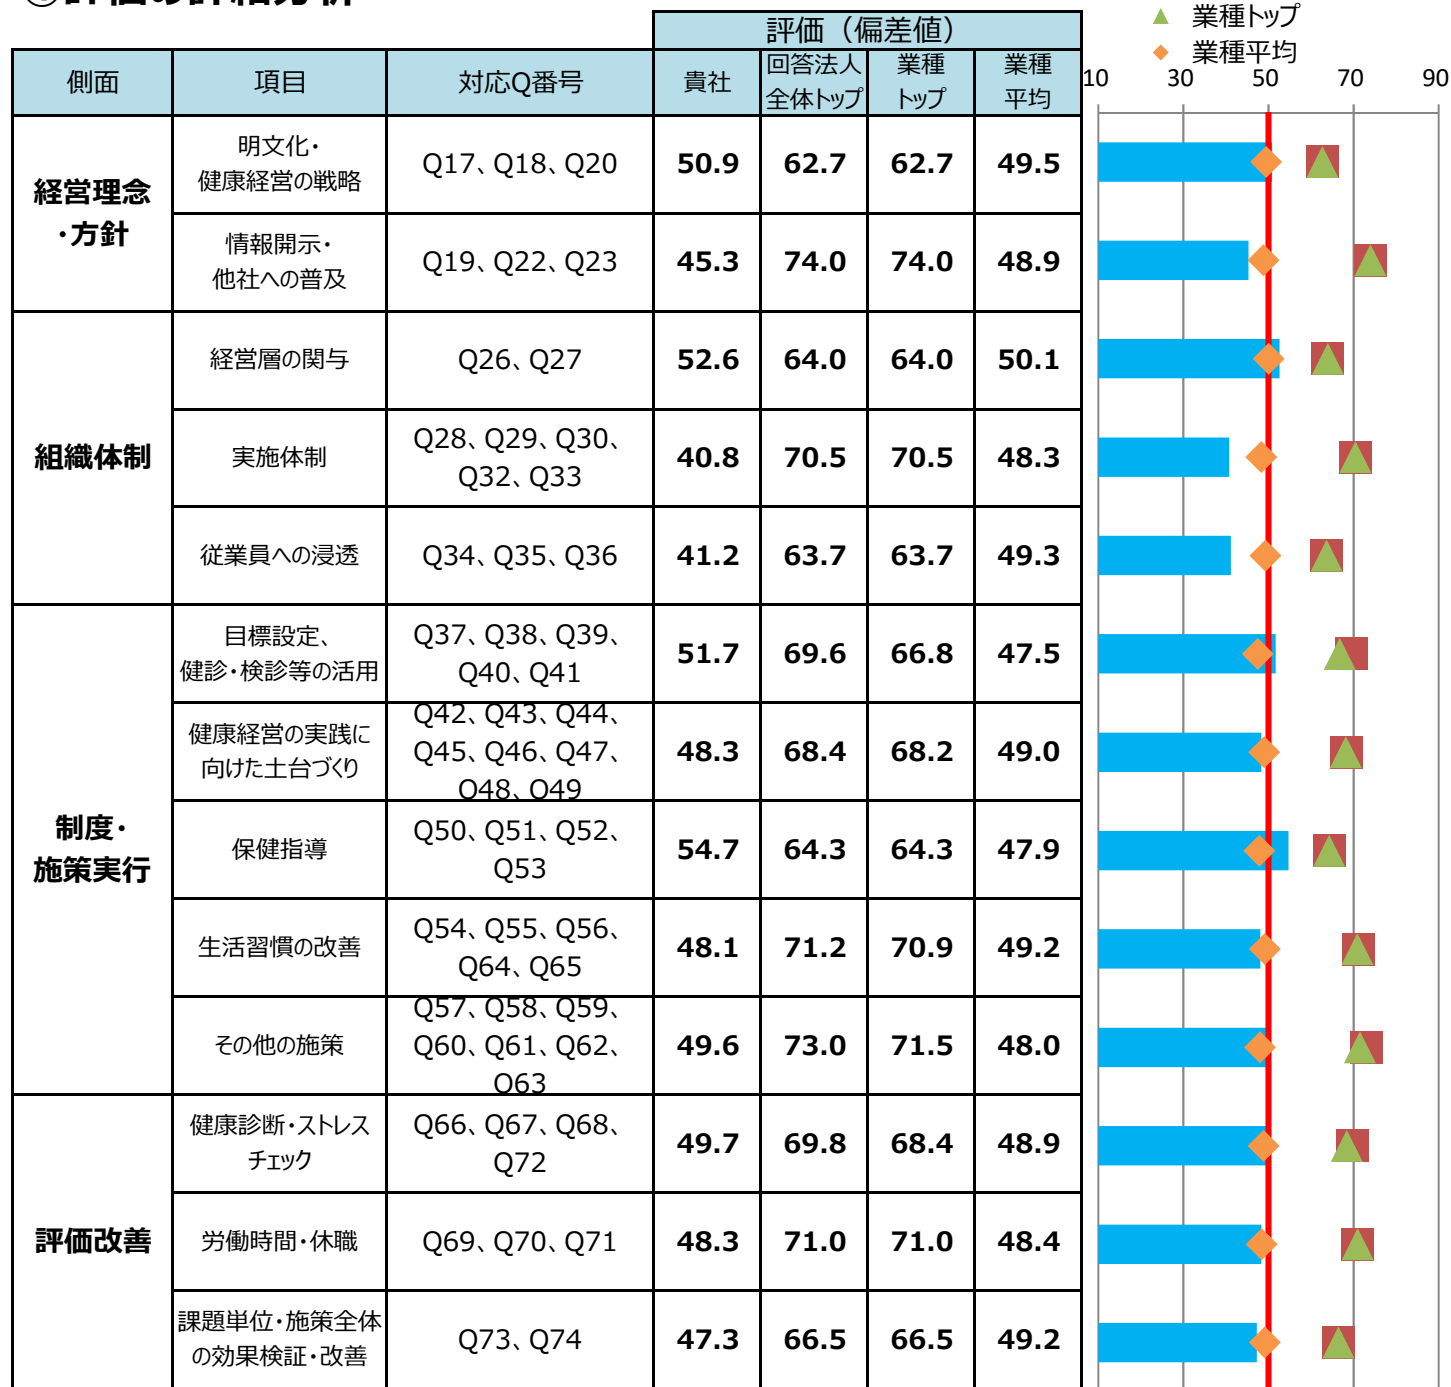 評価の詳細分析
▲ 業種トップ
◆ 業種平均
評価（偏差値）
側面 項目 対応Q番号 貴社 回答法人全体トップ 業種トップ 業種平均
10 30 50 70 90
経営理念・方針
明文化・健康経営の戦略 Q17、Q18、Q20 50.9 62.7 62.7 49.5
情報開示・他社への普及 Q19、Q22、Q23 45.3 74.0 74.0 48.9
組織体制
経営層の関与 Q26、Q27 52.6 64.0 64.0 50.1
実施体制 Q28、Q29、Q30、Q32、Q33 40.8 70.5 70.5 48.3
従業員への浸透 Q34、Q35、Q36 41.2 63.7 63.7 49.3
制度・施策実行
目標設定、健診・検診等の活用 Q37、Q38、Q39、Q40、Q41 51.7 69.6 66.8 47.5
健康経営の実践に向けた土台づくり Q42、Q43、Q44、Q45、Q46、Q47、Q48、Q49 48.3 68.4 68.2 49.0
保健指導 Q50、Q51、Q52、Q53 54.7 64.3 64.3 47.9
生活習慣の改善 Q54、Q55、Q56、Q64、Q65 48.1 71.2 70.9 49.2
その他の施策 Q57、Q58、Q59、Q60、Q61、Q62、Q63 49.6 73.0 71.5 48.0
評価改善
健康診断・ストレスチェック Q66、Q67、Q68、Q72 49.7 69.8 68.4 48.9
労働時間・休職 Q69、Q70、Q71 48.3 71.0 71.0 48.4
課題単位・施策全体の効果検証・改善 Q73、Q74 47.3 66.5 66.5 49.2